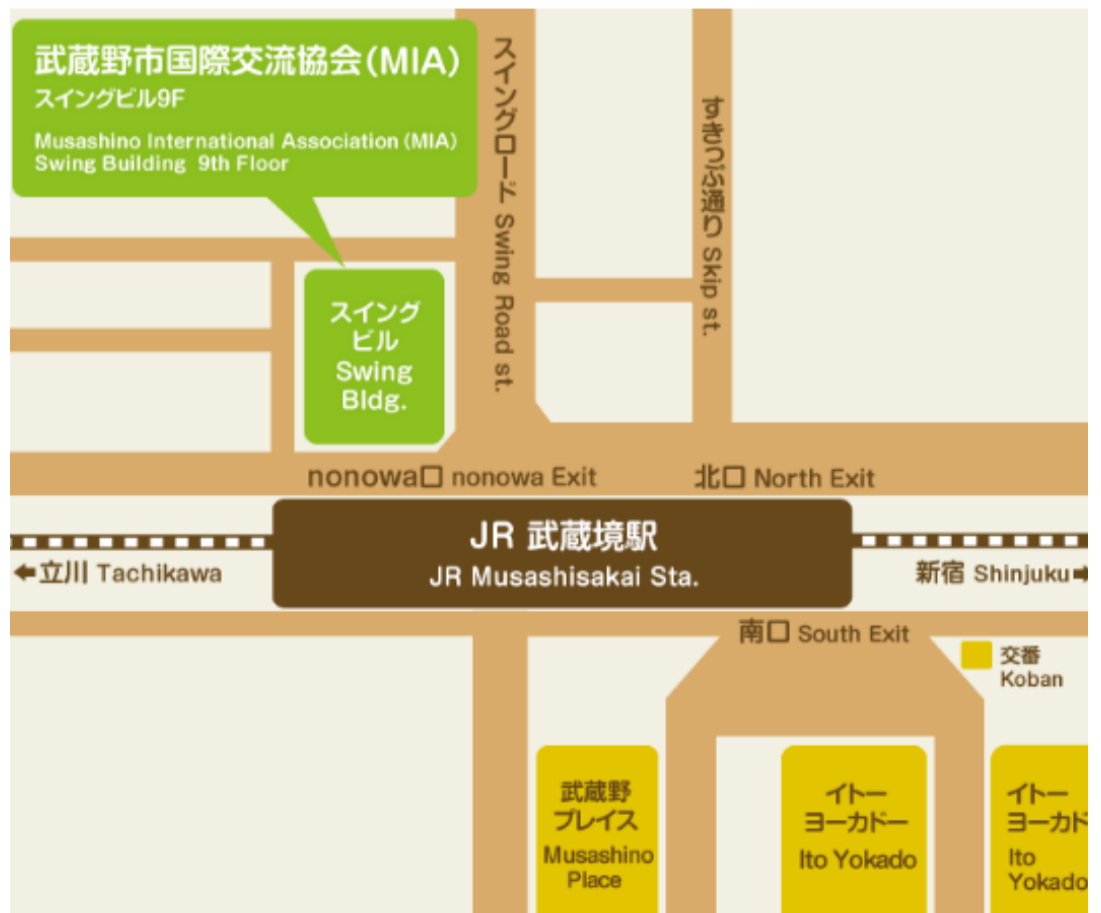 武蔵野市国際交流協会(MIA)
スイングビル9F
Musashino International Association (MIA)
Swing Building 9th Floor
スイングロード Swing Road st.
すきっぷ通り Skip st.
スイング
ビル
Swing
Bldg.
nonowa口 nonowa Exit
北口 North Exit
JR 武蔵境駅
JR Musashisakai Sta.
←立川 Tachikawa
新宿 Shinjuku→
南口 South Exit
交番
Koban
武蔵野
プレイス
Musashino
Place
イトー
ヨーカドー
Ito Yokado
イトー
ヨーカド
Ito
Yokado